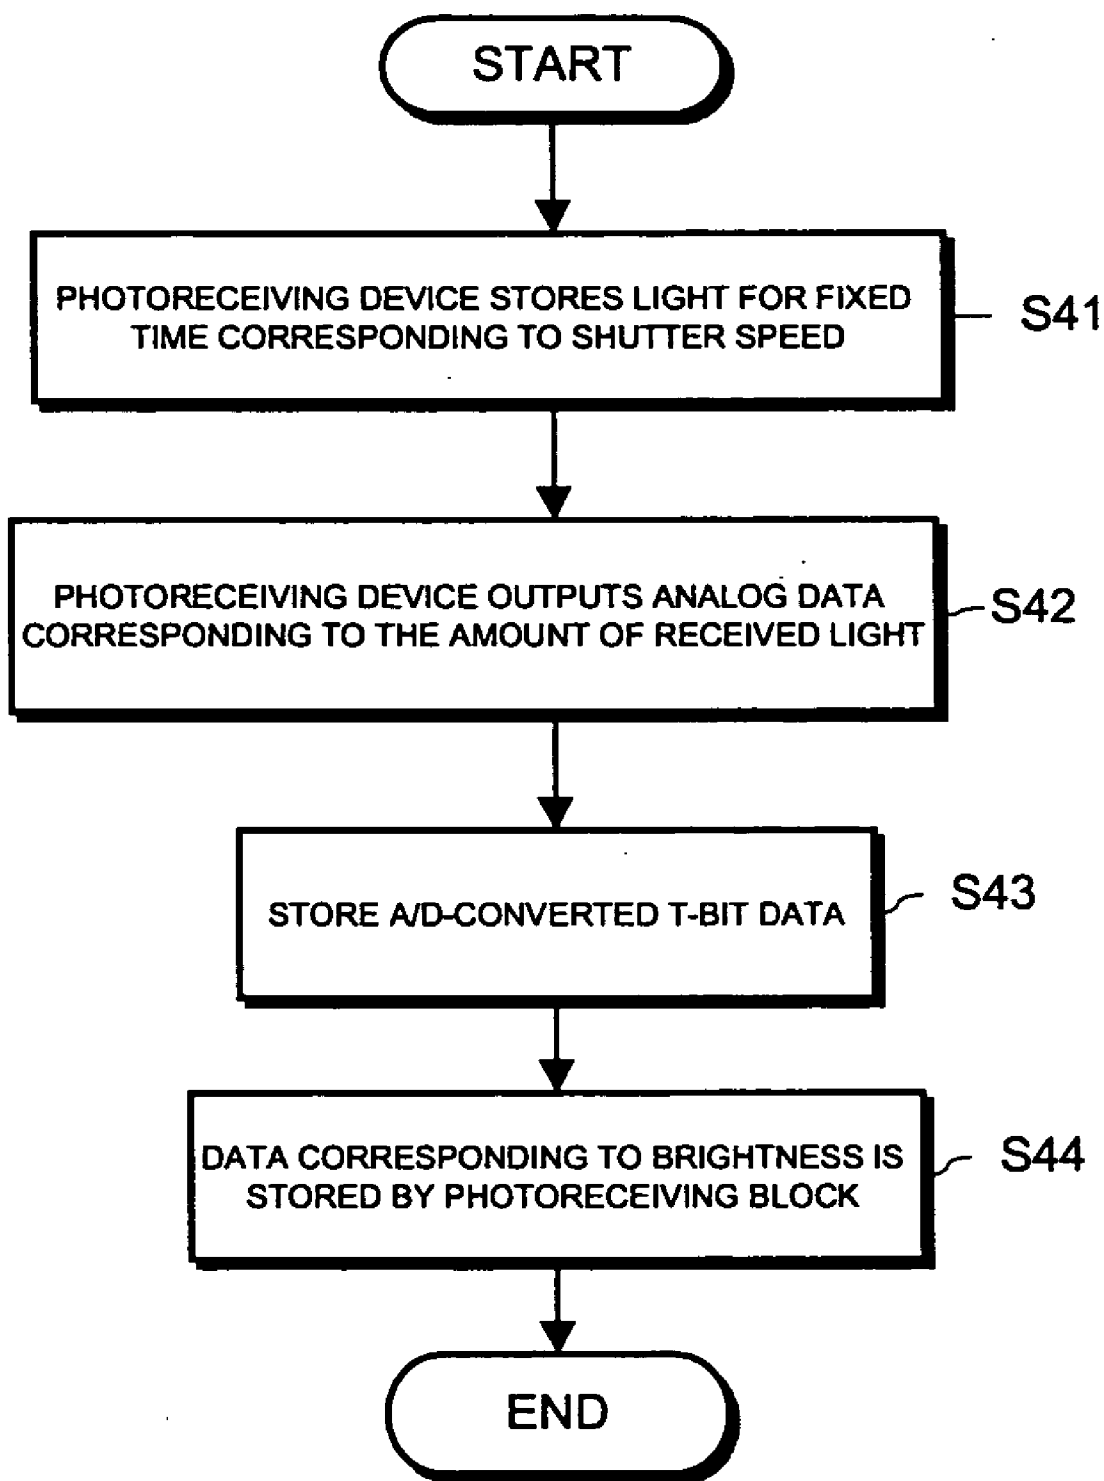 START
PHOTORECEIVING DEVICE STORES LIGHT FOR FIXED
TIME CORRESPONDING TO SHUTTER SPEED
S41
PHOTORECEIVING DEVICE OUTPUTS ANALOG DATA
CORRESPONDING TO THE AMOUNT OF RECEIVED LIGHT
S42
STORE A/D-CONVERTED T-BIT DATA
S43
DATA CORRESPONDING TO BRIGHTNESS IS
STORED BY PHOTORECEIVING BLOCK
S44
END